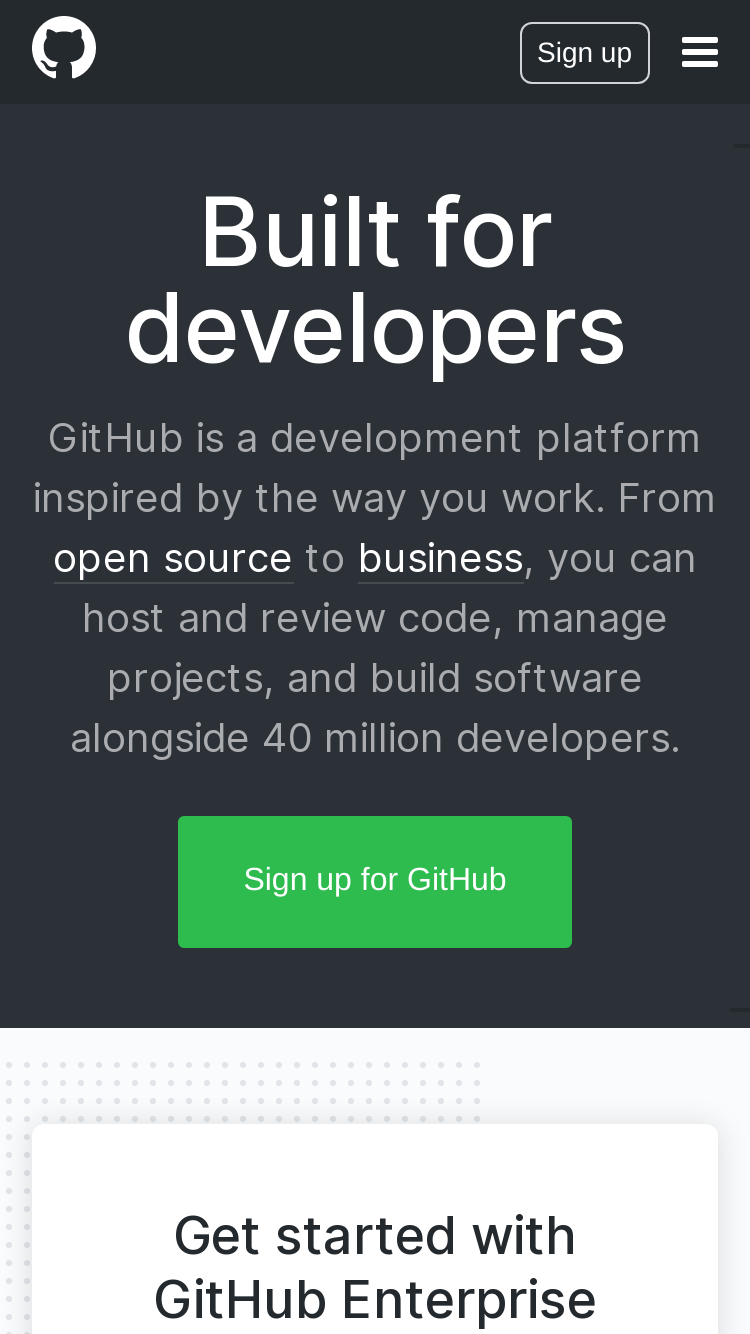 Sign up
Built for
developers
GitHub is a development platform
inspired by the way you work. From
open source to business, you can
host and review code, manage
projects, and build software
alongside 40 million developers.
Sign up for GitHub
Get started with
GitHub Enterprise